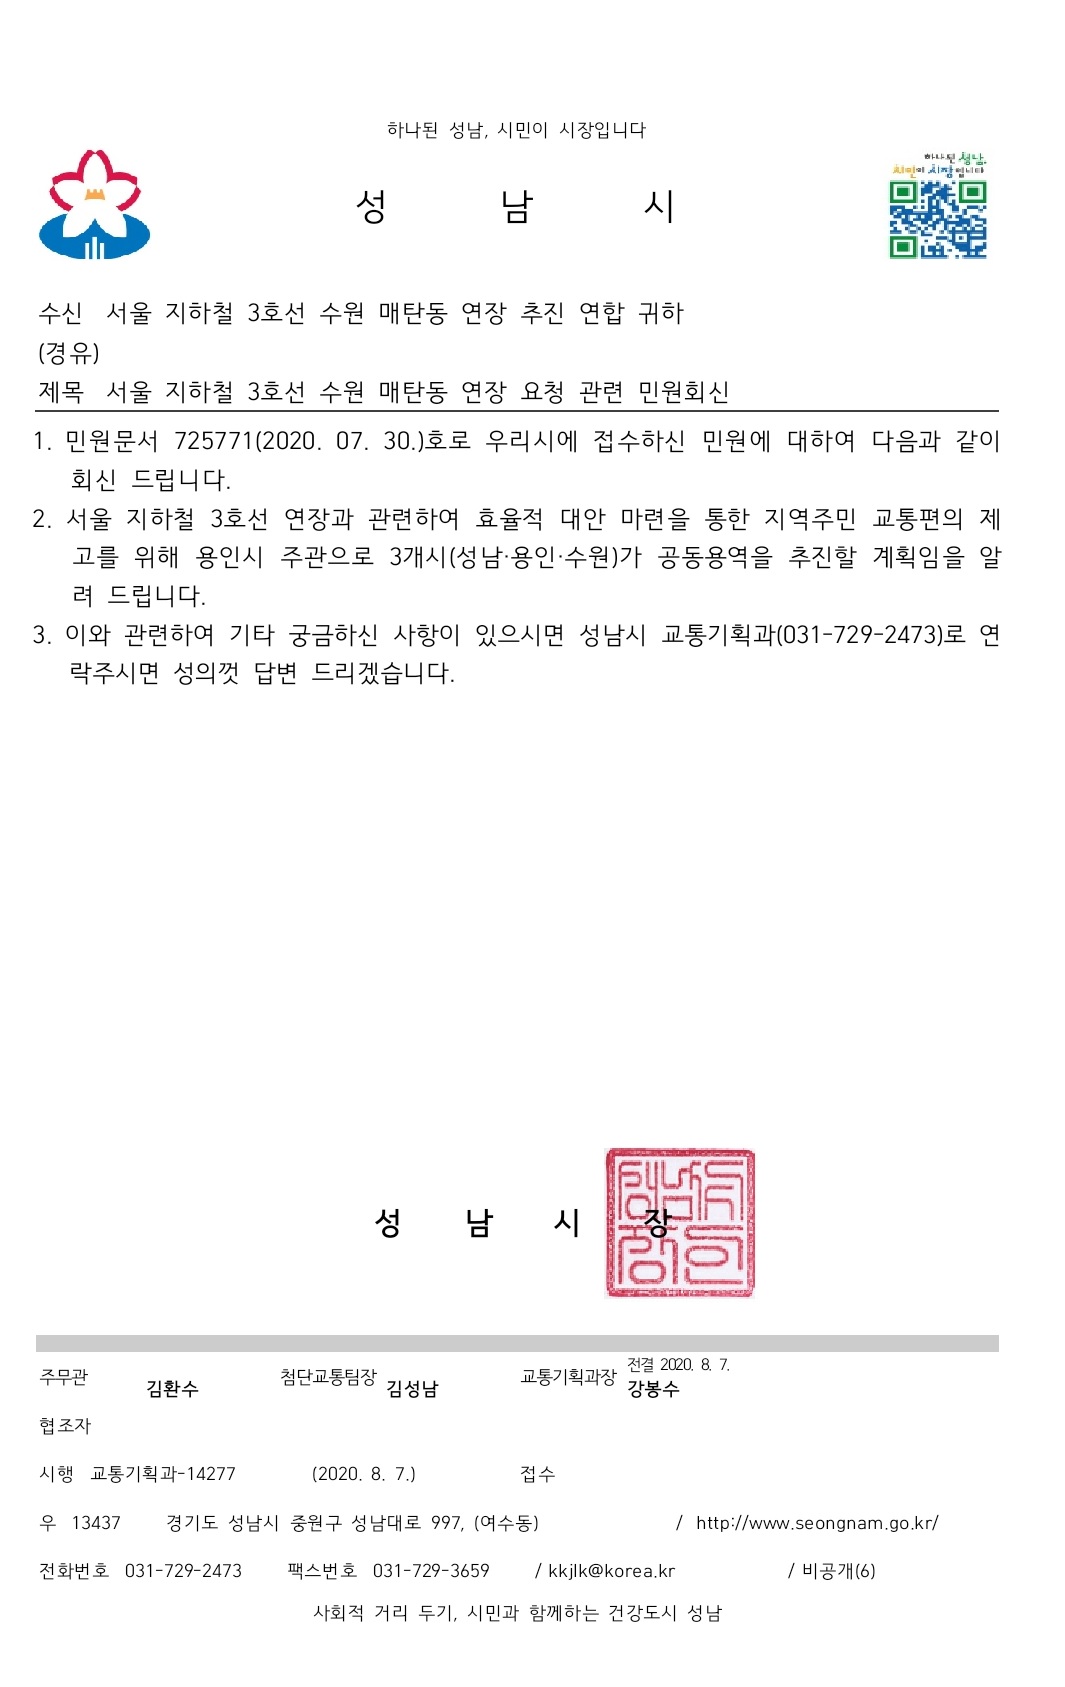 하나된 성남, 시민이 시장입니다
하나된 성남,
시민이 시장입니다
성 남 시
수신 서울 지하철 3호선 수원 매탄동 연장 추진 연합 귀하
(경유)
제목 서울 지하철 3호선 수원 매탄동 연장 요청 관련 민원회신
1. 민원문서 725771(2020. 07. 30.)호로 우리시에 접수하신 민원에 대하여 다음과 같이
회신 드립니다.
2. 서울 지하철 3호선 연장과 관련하여 효율적 대안 마련을 통한 지역주민 교통편의 제
고를 위해 용인시 주관으로 3개시(성남·용인·수원)가 공동용역을 추진할 계획임을 알
려 드립니다.
3. 이와 관련하여 기타 궁금하신 사항이 있으시면 성남시 교통기획과(031-729-2473)로 연
락주시면 성의껏 답변 드리겠습니다.
성 남 시 장
성남시
장의인
주무관 김환수 첨단교통팀장 김성남 교통기획과장 전결 2020. 8. 7. 강봉수
협조자
시행 교통기획과-14277 (2020. 8. 7.) 접수
우 13437 경기도 성남시 중원구 성남대로 997, (여수동) / http://www.seongnam.go.kr/
전화번호 031-729-2473 팩스번호 031-729-3659 / kkjlk@korea.kr / 비공개(6)
사회적 거리 두기, 시민과 함께하는 건강도시 성남